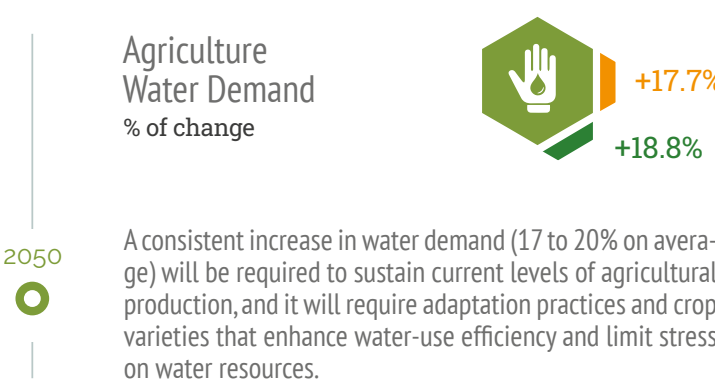 Agriculture
Water Demand
% of change
+17.7%
+18.8%
2050
A consistent increase in water demand (17 to 20% on avera-
ge) will be required to sustain current levels of agricultural
production, and it will require adaptation practices and crop
varieties that enhance water-use efficiency and limit stress
on water resources.